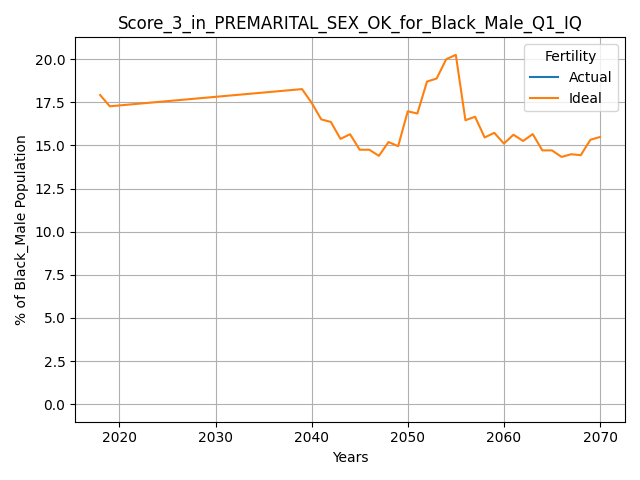 Score_3_in_PREMARITAL_SEX_OK_for_Black_Male_Q1_IQ
Fertility
Actual
Ideal
% of Black_Male Population
20.0
17.5
15.0
12.5
10.0
7.5
5.0
2.5
0.0
2020 2030 2040 2050 2060 2070
Years